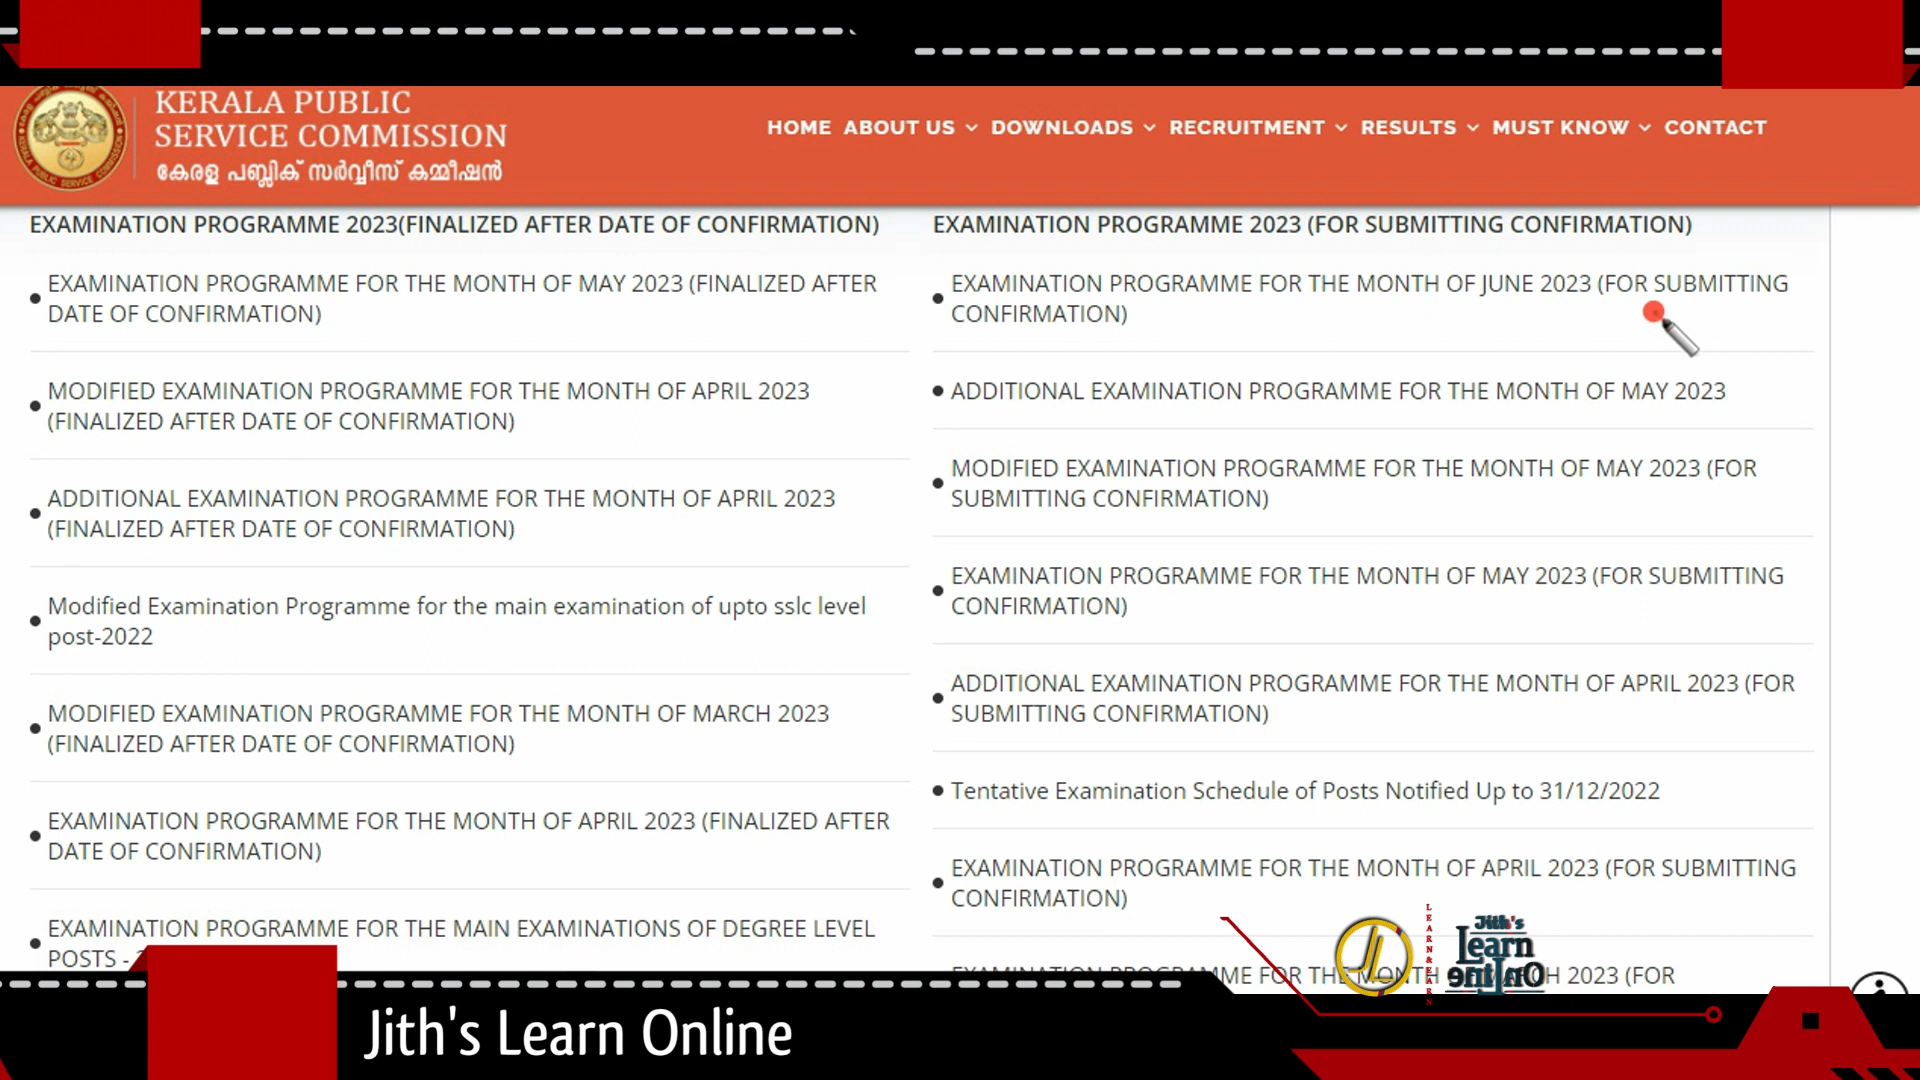 KERALA PUBLIC
SERVICE COMMISSION
കേരള പബ്ലിക് സർവ്വീസ് കമ്മീഷൻ
HOME ABOUT US DOWNLOADS RECRUITMENT RESULTS MUST KNOW CONTACT
EXAMINATION PROGRAMME 2023(FINALIZED AFTER DATE OF CONFIRMATION)
EXAMINATION PROGRAMME FOR THE MONTH OF MAY 2023 (FINALIZED AFTER
DATE OF CONFIRMATION)
MODIFIED EXAMINATION PROGRAMME FOR THE MONTH OF APRIL 2023
(FINALIZED AFTER DATE OF CONFIRMATION)
ADDITIONAL EXAMINATION PROGRAMME FOR THE MONTH OF APRIL 2023
(FINALIZED AFTER DATE OF CONFIRMATION)
Modified Examination Programme for the main examination of upto sslc level
post-2022
MODIFIED EXAMINATION PROGRAMME FOR THE MONTH OF MARCH 2023
(FINALIZED AFTER DATE OF CONFIRMATION)
EXAMINATION PROGRAMME FOR THE MONTH OF APRIL 2023 (FINALIZED AFTER
DATE OF CONFIRMATION)
EXAMINATION PROGRAMME FOR THE MAIN EXAMINATIONS OF DEGREE LEVEL
POSTS -
EXAMINATION PROGRAMME 2023 (FOR SUBMITTING CONFIRMATION)
EXAMINATION PROGRAMME FOR THE MONTH OF JUNE 2023 (FOR SUBMITTING
CONFIRMATION)
ADDITIONAL EXAMINATION PROGRAMME FOR THE MONTH OF MAY 2023
MODIFIED EXAMINATION PROGRAMME FOR THE MONTH OF MAY 2023 (FOR
SUBMITTING CONFIRMATION)
EXAMINATION PROGRAMME FOR THE MONTH OF MAY 2023 (FOR SUBMITTING
CONFIRMATION)
ADDITIONAL EXAMINATION PROGRAMME FOR THE MONTH OF APRIL 2023 (FOR
SUBMITTING CONFIRMATION)
Tentative Examination Schedule of Posts Notified Up to 31/12/2022
EXAMINATION PROGRAMME FOR THE MONTH OF APRIL 2023 (FOR SUBMITTING
CONFIRMATION)
EXAMINATION PROGRAMME FOR THE MONTH 2023 (FOR
LEARN & EARN
Jith's
Learn
Online
Jith's Learn Online